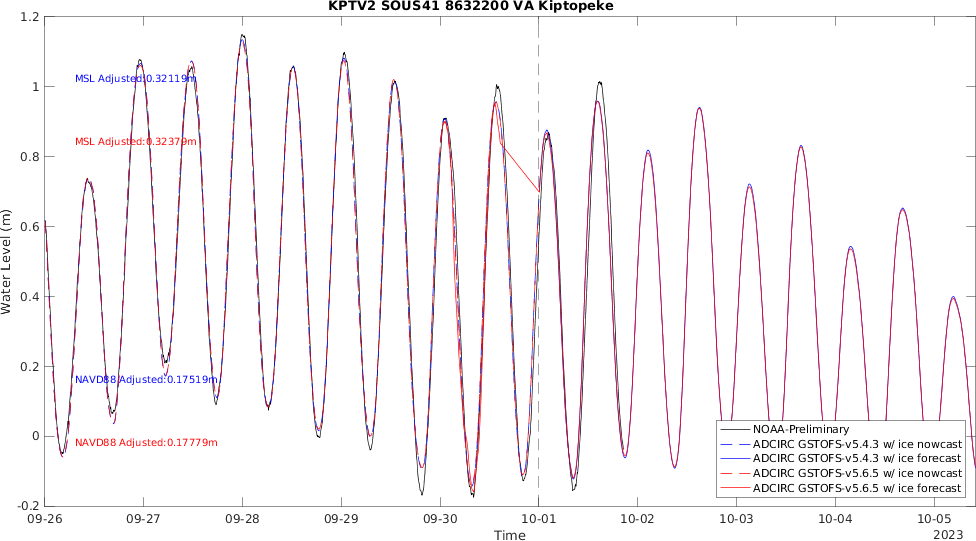 KPTV2 SOUS41 8632200 VA Kiptopeke
Water Level (m)
1.2
1
0.8
0.6
0.4
0.2
0
-0.2
MSL Adjusted:0.32119m
MSL Adjusted:0.32379m
NAVD88 Adjusted:0.17519m
NAVD88 Adjusted:0.17779m
NOAA-Preliminary
ADCIRC GSTOFS-v5.4.3 w/ ice nowcast
ADCIRC GSTOFS-v5.4.3 w/ ice forecast
ADCIRC GSTOFS-v5.6.5 w/ ice nowcast
ADCIRC GSTOFS-v5.6.5 w/ ice forecast
09-26 09-27 09-28 09-29 09-30 10-01 10-02 10-03 10-04 10-05
Time
2023